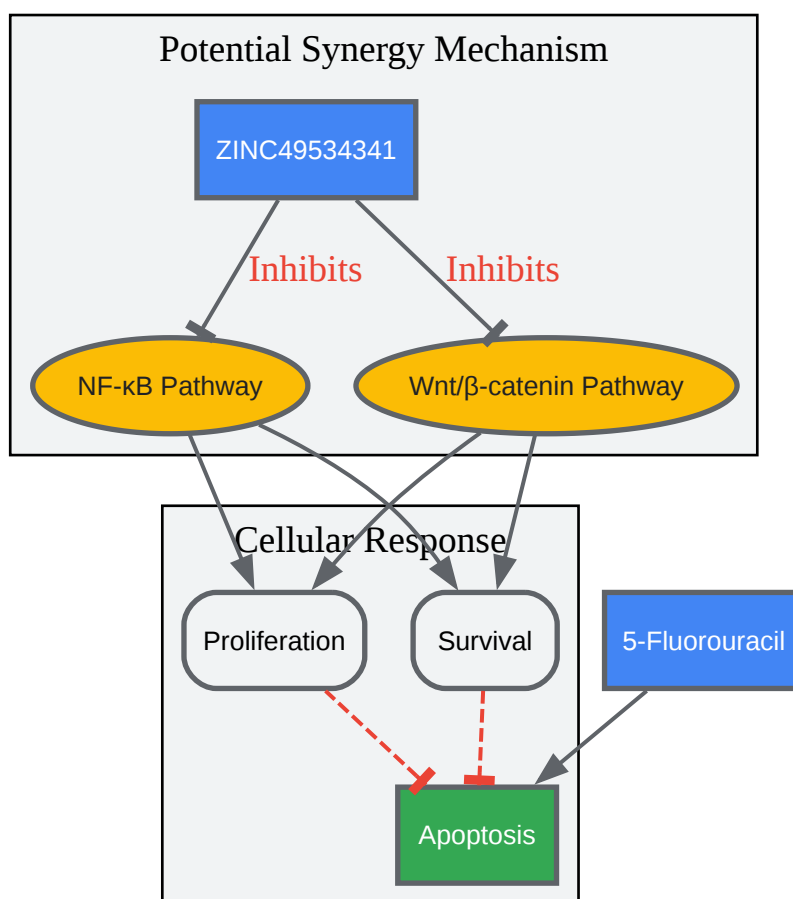 Potential Synergy Mechanism
ZINC49534341
Inhibits
Inhibits
NF-κB Pathway
Wnt/β-catenin Pathway
Cellular Response
Proliferation
Survival
5-Fluorouracil
Apoptosis